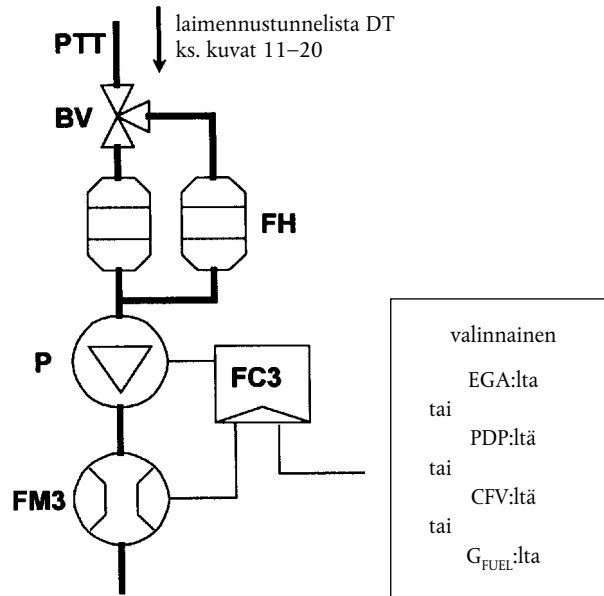 laimennustunnelista DT
PTT
ks. kuvat 11–20
BV
FH
P
FC3
FM3
valinnainen
EGA:lta
tai
PDP:ltä
tai
CFV:ltä
tai
G_FUEL:lta